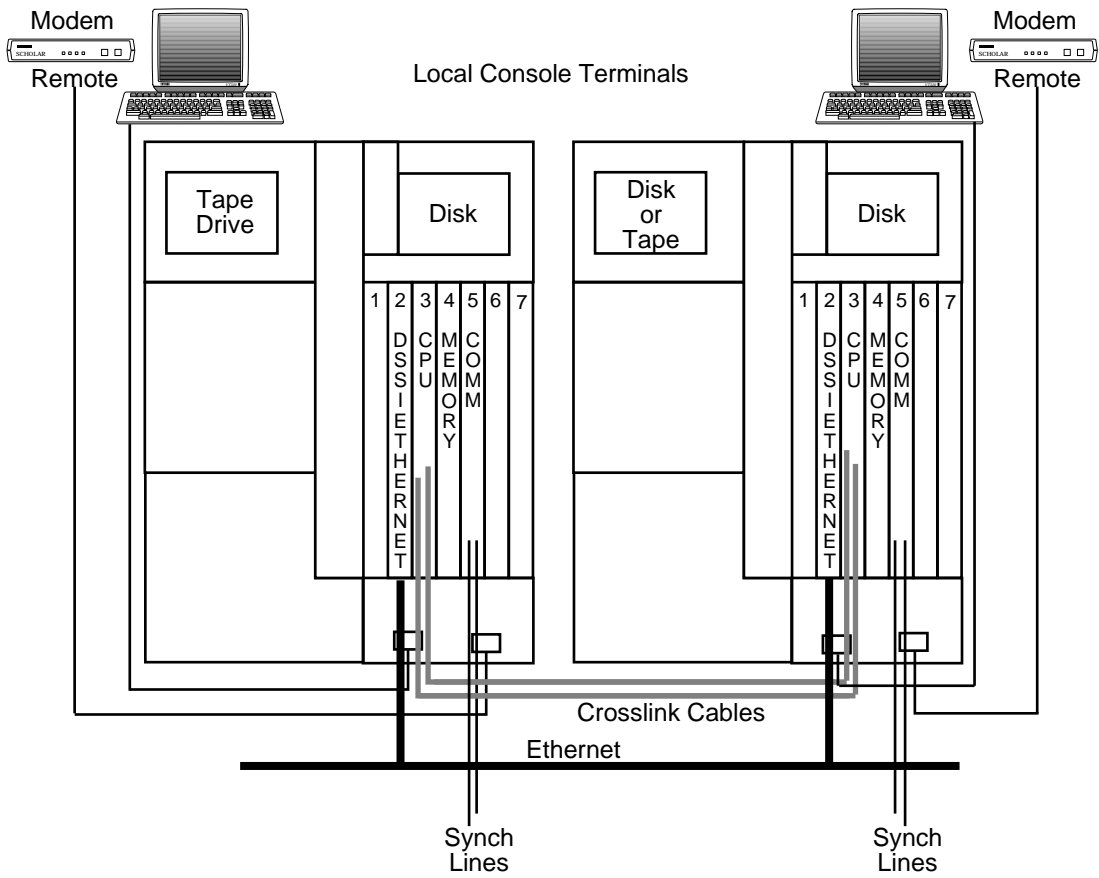 Modem
SCHOLAR
Remote
Local Console Terminals
Modem
SCHOLAR
Remote
Tape
Drive
Disk
Disk
or
Tape
Disk
1 2 3 4 5 6 7
DSSIETHERNET
CPU
MEMORY
COMM
1 2 3 4 5 6 7
DSSIETHERNET
CPU
MEMORY
COMM
Crosslink Cables
Ethernet
Synch
Lines
Synch
Lines